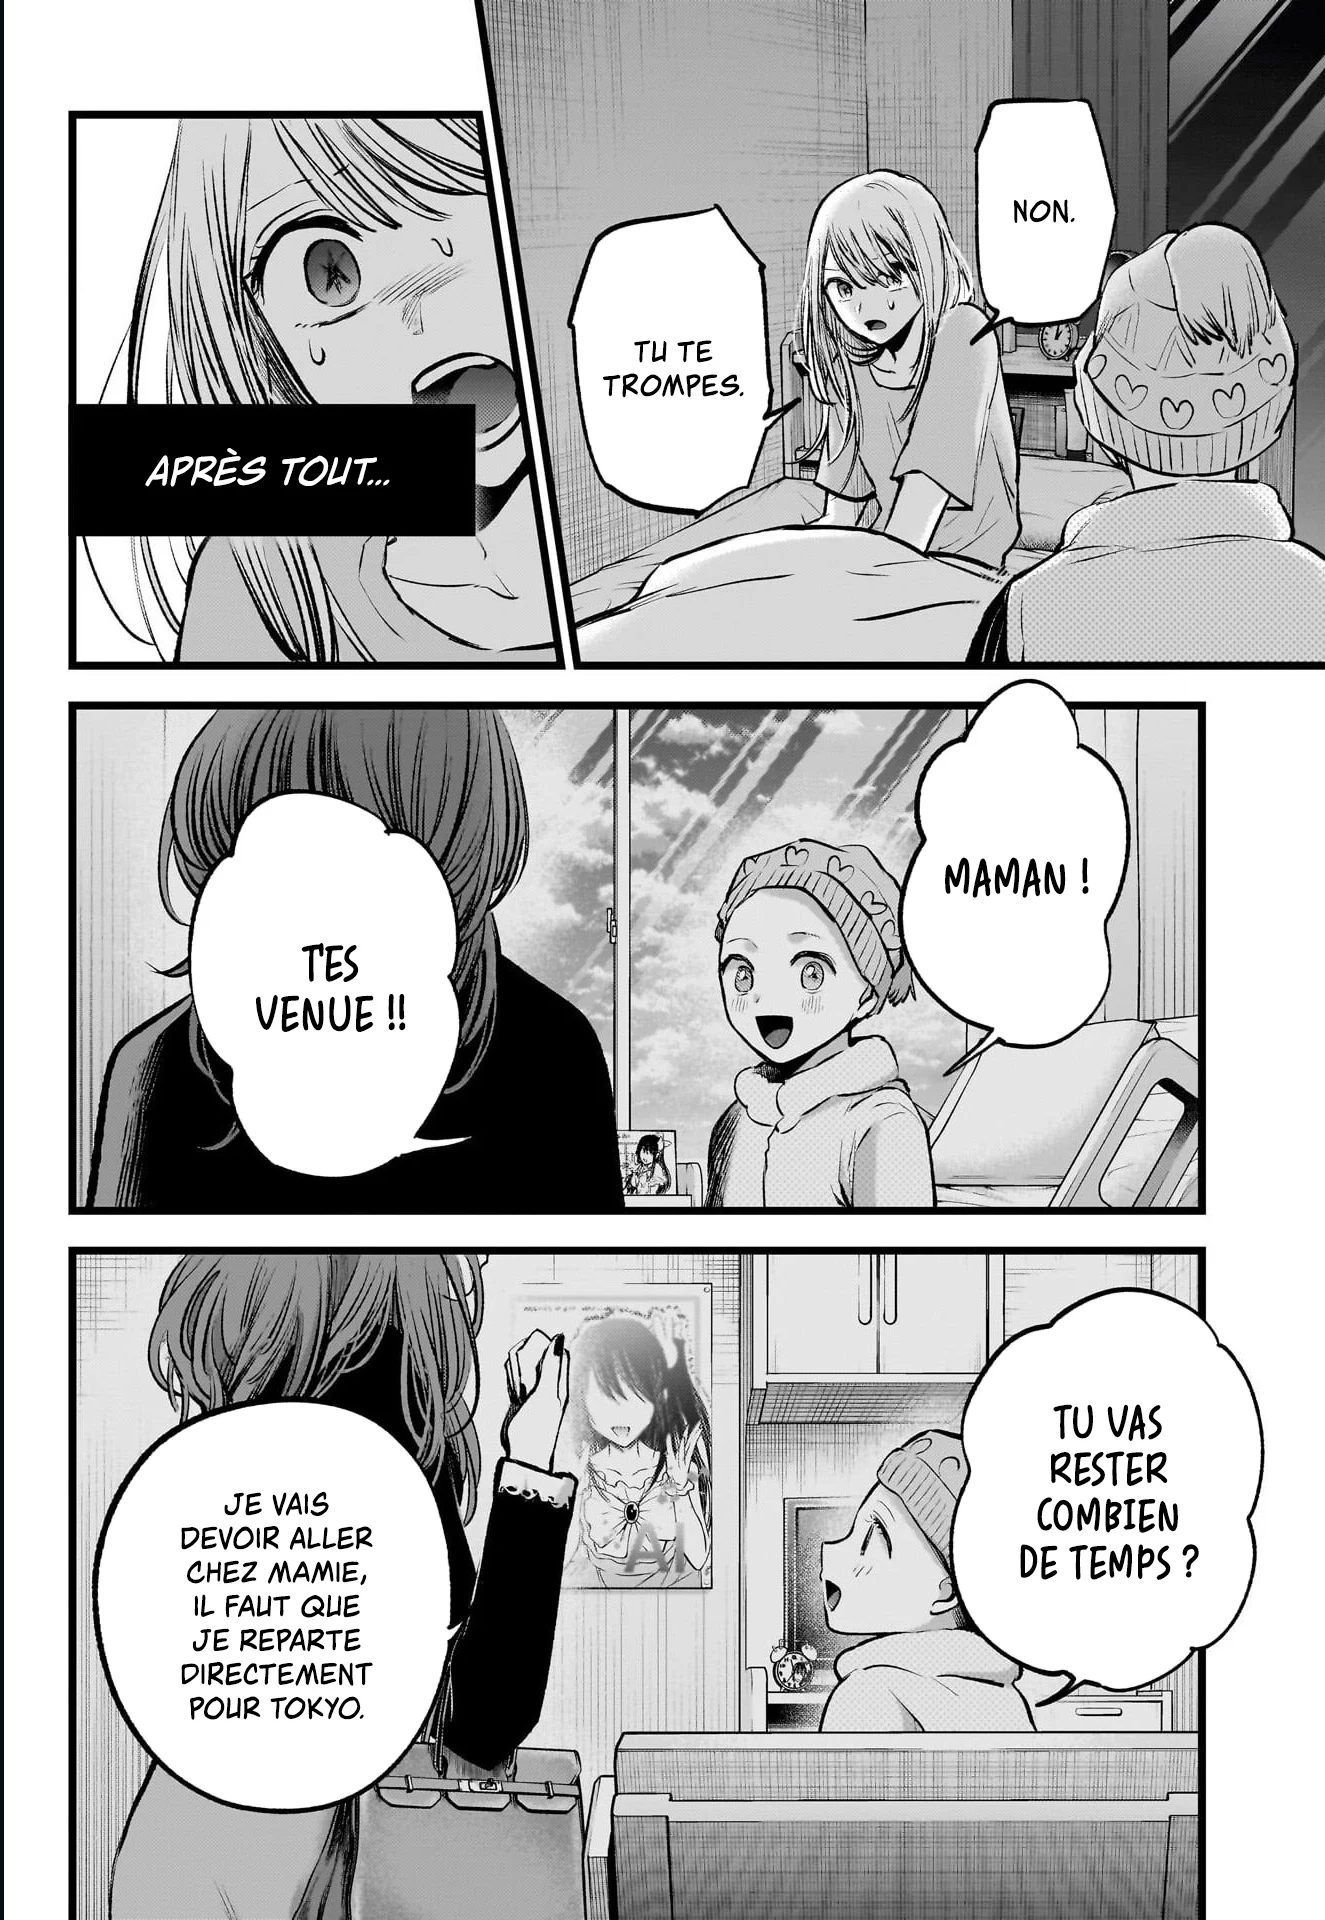 NON.
TU TE
TROMPES.
APRÈS TOUT...
MAMAN !
T'ES
VENUE !!
TU VAS
RESTER
COMBIEN
DE TEMPS ?
AI
JE VAIS
DEVOIR ALLER
CHEZ MAMIE,
IL FAUT QUE
JE REPARTE
DIRECTEMENT
POUR TOKYO.